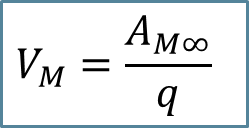 V_M = A_{M∞} / q